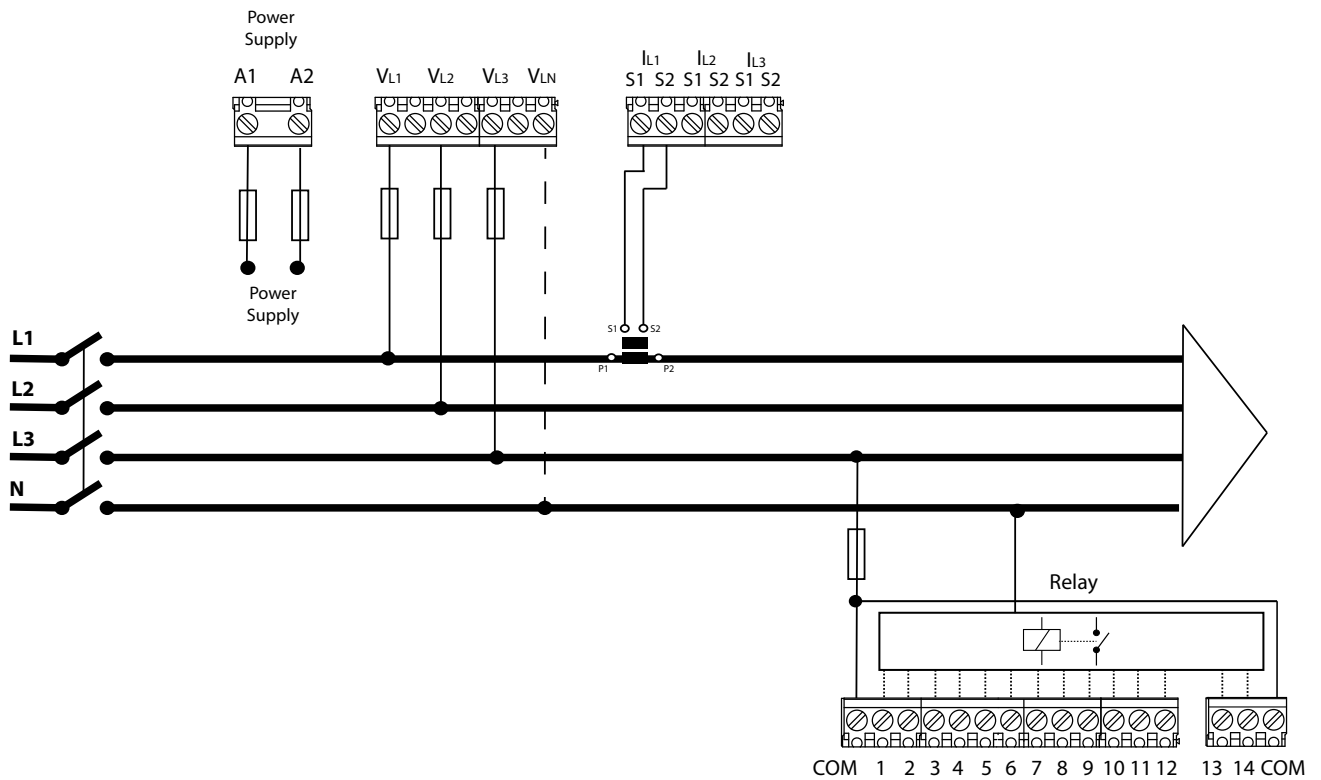 Power
Supply
A1 A2
VL1 VL2 VL3 VLN
IL1 IL2 IL3
S1 S2 S1 S2 S1 S2
Power
Supply
S1 S2
P1 P2
L1
L2
L3
N
Relay
COM 1 2 3 4 5 6 7 8 9 10 11 12 13 14 COM